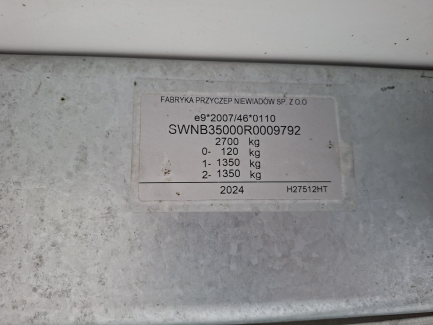 FABRYKA PRZYCZEP NIEWIADÓW SP. Z O.O
e9*2007/46*0110
SWNB35000R0009792
2700 kg
0- 120 kg
1- 1350 kg
2- 1350 kg
2024 H27512HT